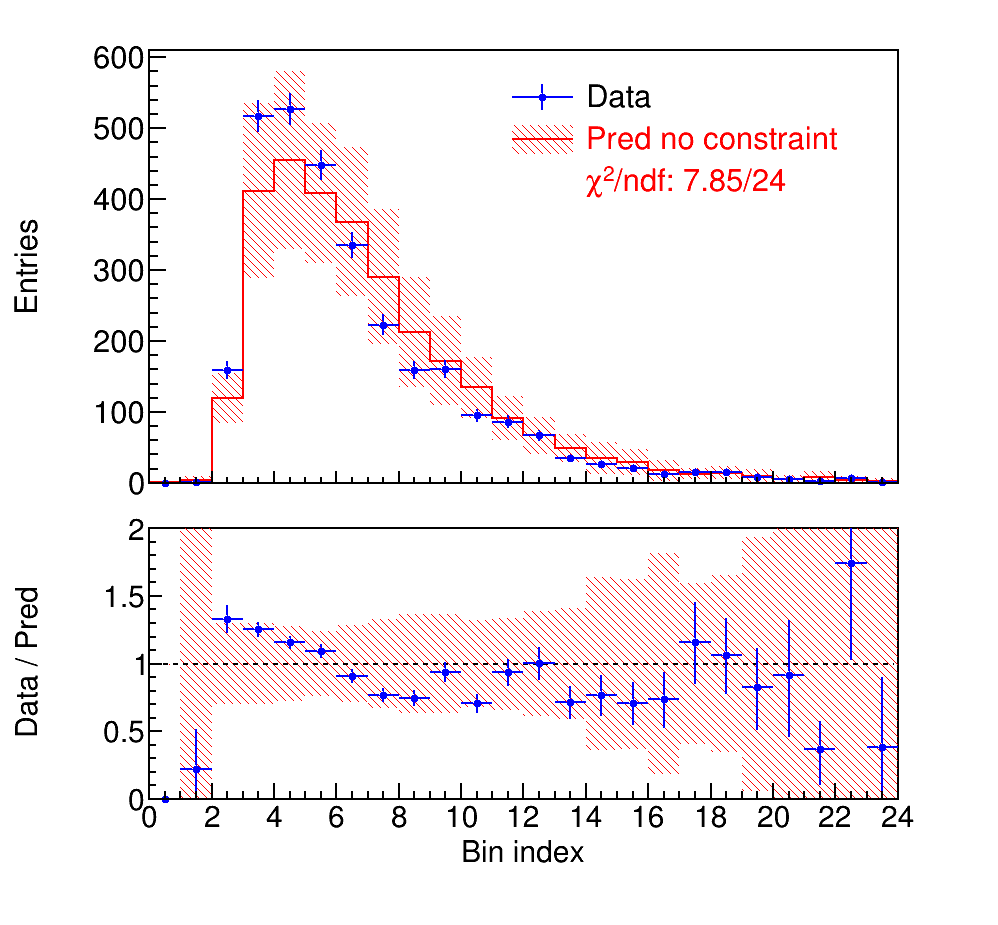 600
500
400
300
200
100
0
Entries
Data
Pred no constraint
χ²/ndf: 7.85/24
2
1.5
1
0.5
0
Data / Pred
0 2 4 6 8 10 12 14 16 18 20 22 24
Bin index